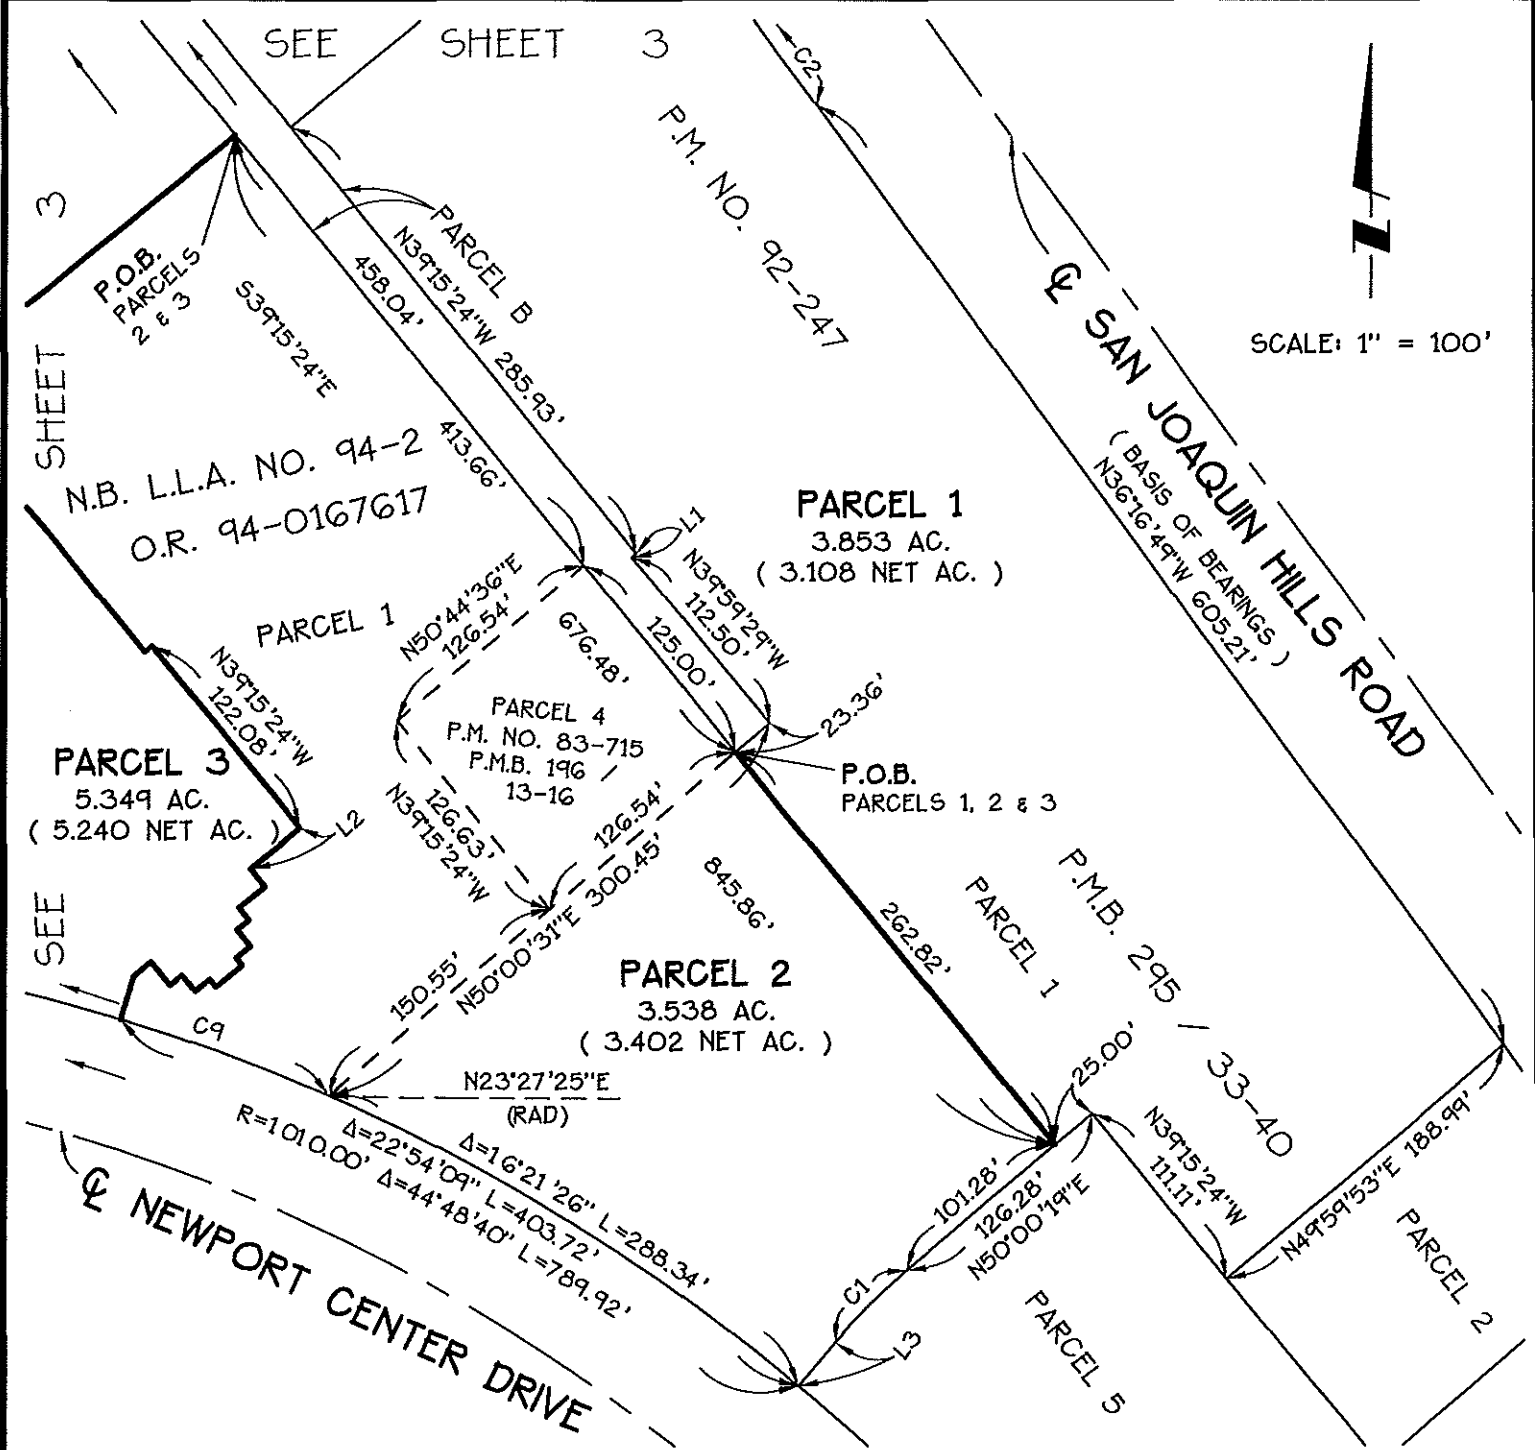 SEE SHEET 3
C2
P.M. NO. 92-247
3
SHEET
SEE
P.O.B.
PARCELS
2 & 3
S39°15'24"E
458.04'
PARCEL B
N39°15'24"W 285.93'
413.66'
℄ SAN JOAQUIN HILLS ROAD
( BASIS OF BEARINGS )
N36°16'49"W 605.21'
SCALE: 1" = 100'
N.B. L.L.A. NO. 94-2
O.R. 94-0167617
PARCEL 1
3.853 AC.
( 3.108 NET AC. )
L1
N39°59'29"W
112.50'
N50°44'36"E
126.54'
PARCEL 1
676.48'
125.00'
N39°15'24"W
122.08'
PARCEL 4
P.M. NO. 83-715
P.M.B. 196 /
13-16
23.36'
P.O.B.
PARCELS 1, 2 & 3
PARCEL 3
5.349 AC.
( 5.240 NET AC. )
L2
126.63'
N39°15'24"W
126.54'
N50°00'31"E 300.45'
150.55'
845.86'
262.82'
PARCEL 1
P.M.B. 295 / 33-40
PARCEL 2
3.538 AC.
( 3.402 NET AC. )
C9
N23°27'25"E
(RAD)
25.00'
Δ=16°21'26" L=288.34'
Δ=22°54'09" L=403.72'
R=1010.00' Δ=44°48'40" L=789.92'
℄ NEWPORT CENTER DRIVE
101.28'
126.28'
N50°00'19"E
N39°15'24"W
111.11'
N49°59'53"E 188.99'
PARCEL 2
C1
L3
PARCEL 5